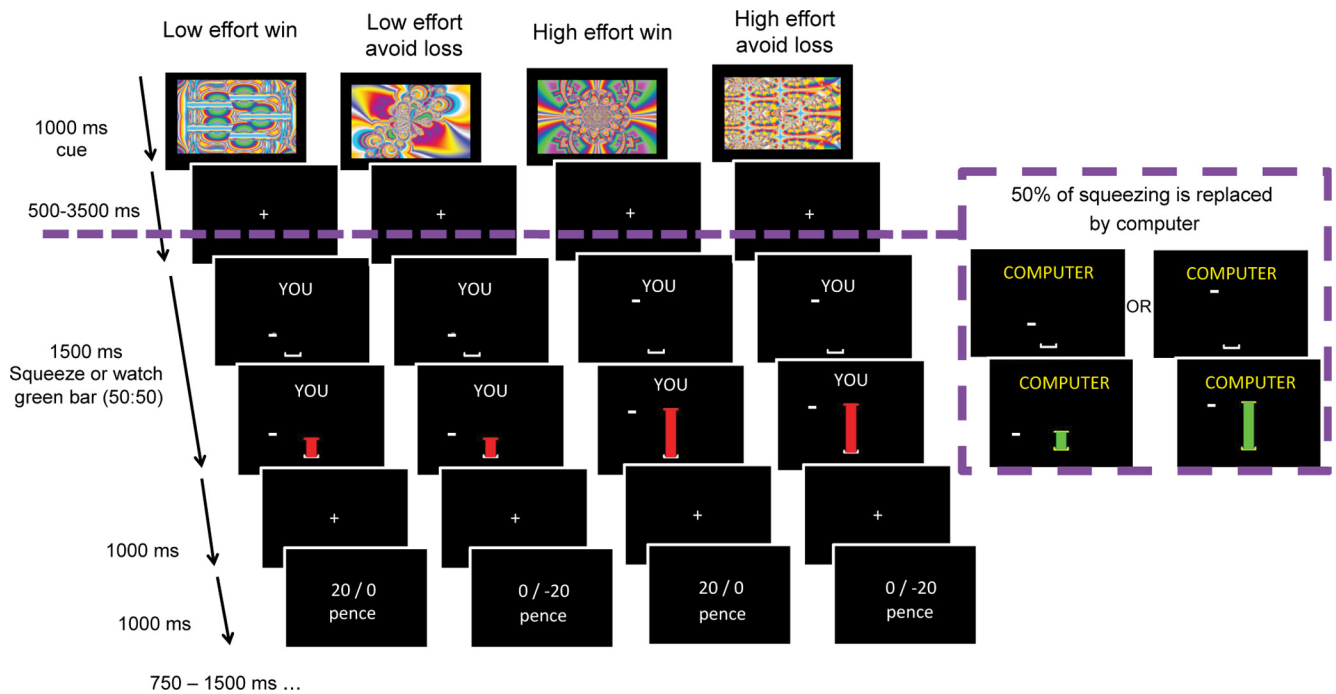 Low effort win
Low effort
avoid loss
High effort win
High effort
avoid loss
1000 ms
cue
500-3500 ms
50% of squeezing is replaced
by computer
YOU
YOU
YOU
YOU
COMPUTER
OR
COMPUTER
1500 ms
Squeeze or watch
green bar (50:50)
YOU
YOU
YOU
YOU
COMPUTER
COMPUTER
1000 ms
20 / 0
pence
0 / -20
pence
20 / 0
pence
0 / -20
pence
1000 ms
750 – 1500 ms ...